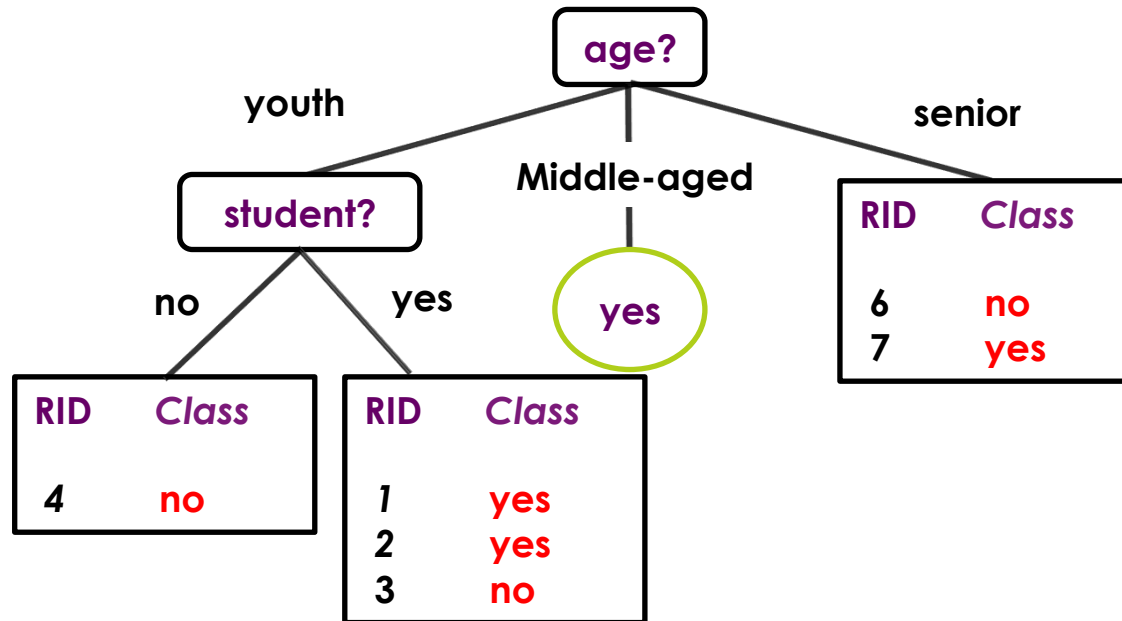 age?
youth
senior
Middle-aged
student?
RID Class
6 no
7 yes
no
yes
yes
RID Class
4 no
RID Class
1 yes
2 yes
3 no